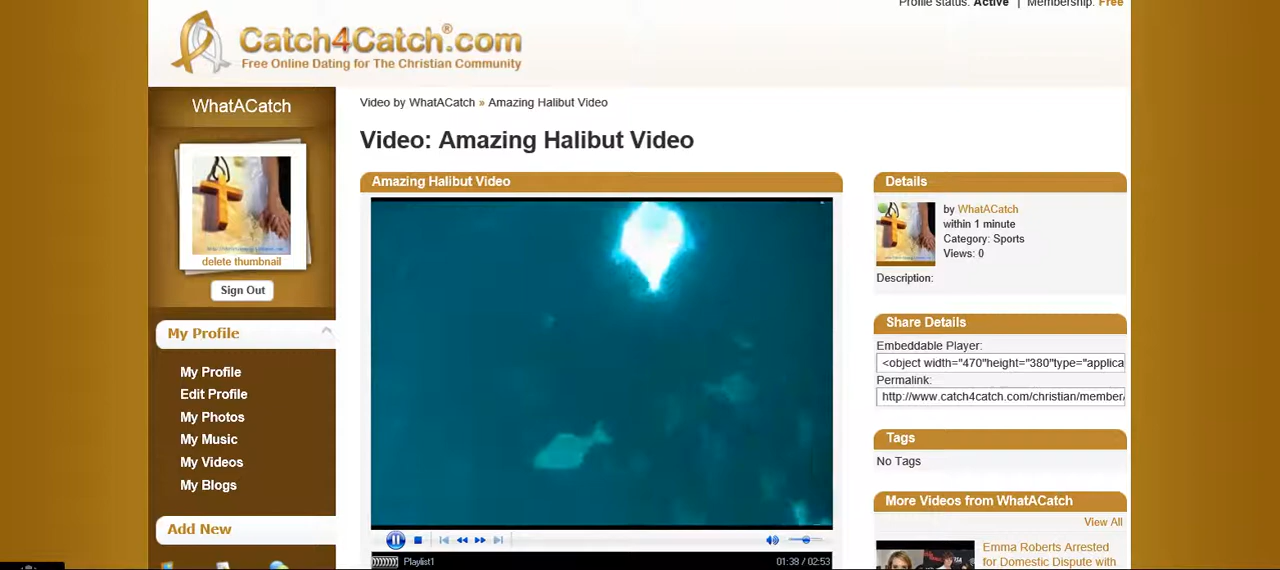 Profile status: Active | Membership: Free
Catch4Catch.com®
Free Online Dating for The Christian Community
WhatACatch
delete thumbnail
Sign Out
My Profile
My Profile
Edit Profile
My Photos
My Music
My Videos
My Blogs
Add New
Video by WhatACatch » Amazing Halibut Video
Video: Amazing Halibut Video
Amazing Halibut Video
Playlist1
01:38 / 02:53
Details
by WhatACatch
within 1 minute
Category: Sports
Views: 0
Description:
Share Details
Embeddable Player:
<object width="470"height="380"type="applica
Permalink:
http://www.catch4catch.com/christian/member/
Tags
No Tags
More Videos from WhatACatch
View All
Emma Roberts Arrested
for Domestic Dispute with